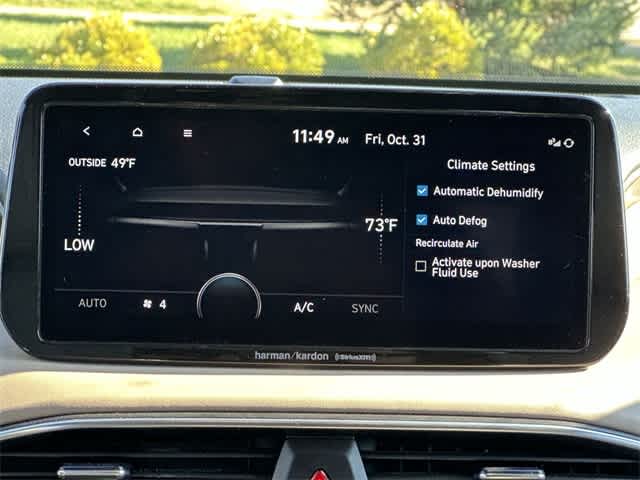 11:49 AM Fri, Oct. 31
OUTSIDE 49°F
LOW
73°F
AUTO
4
A/C
SYNC
Climate Settings
Automatic Dehumidify
Auto Defog
Recirculate Air
Activate upon Washer
Fluid Use
harman/kardon ((SiriusXM))